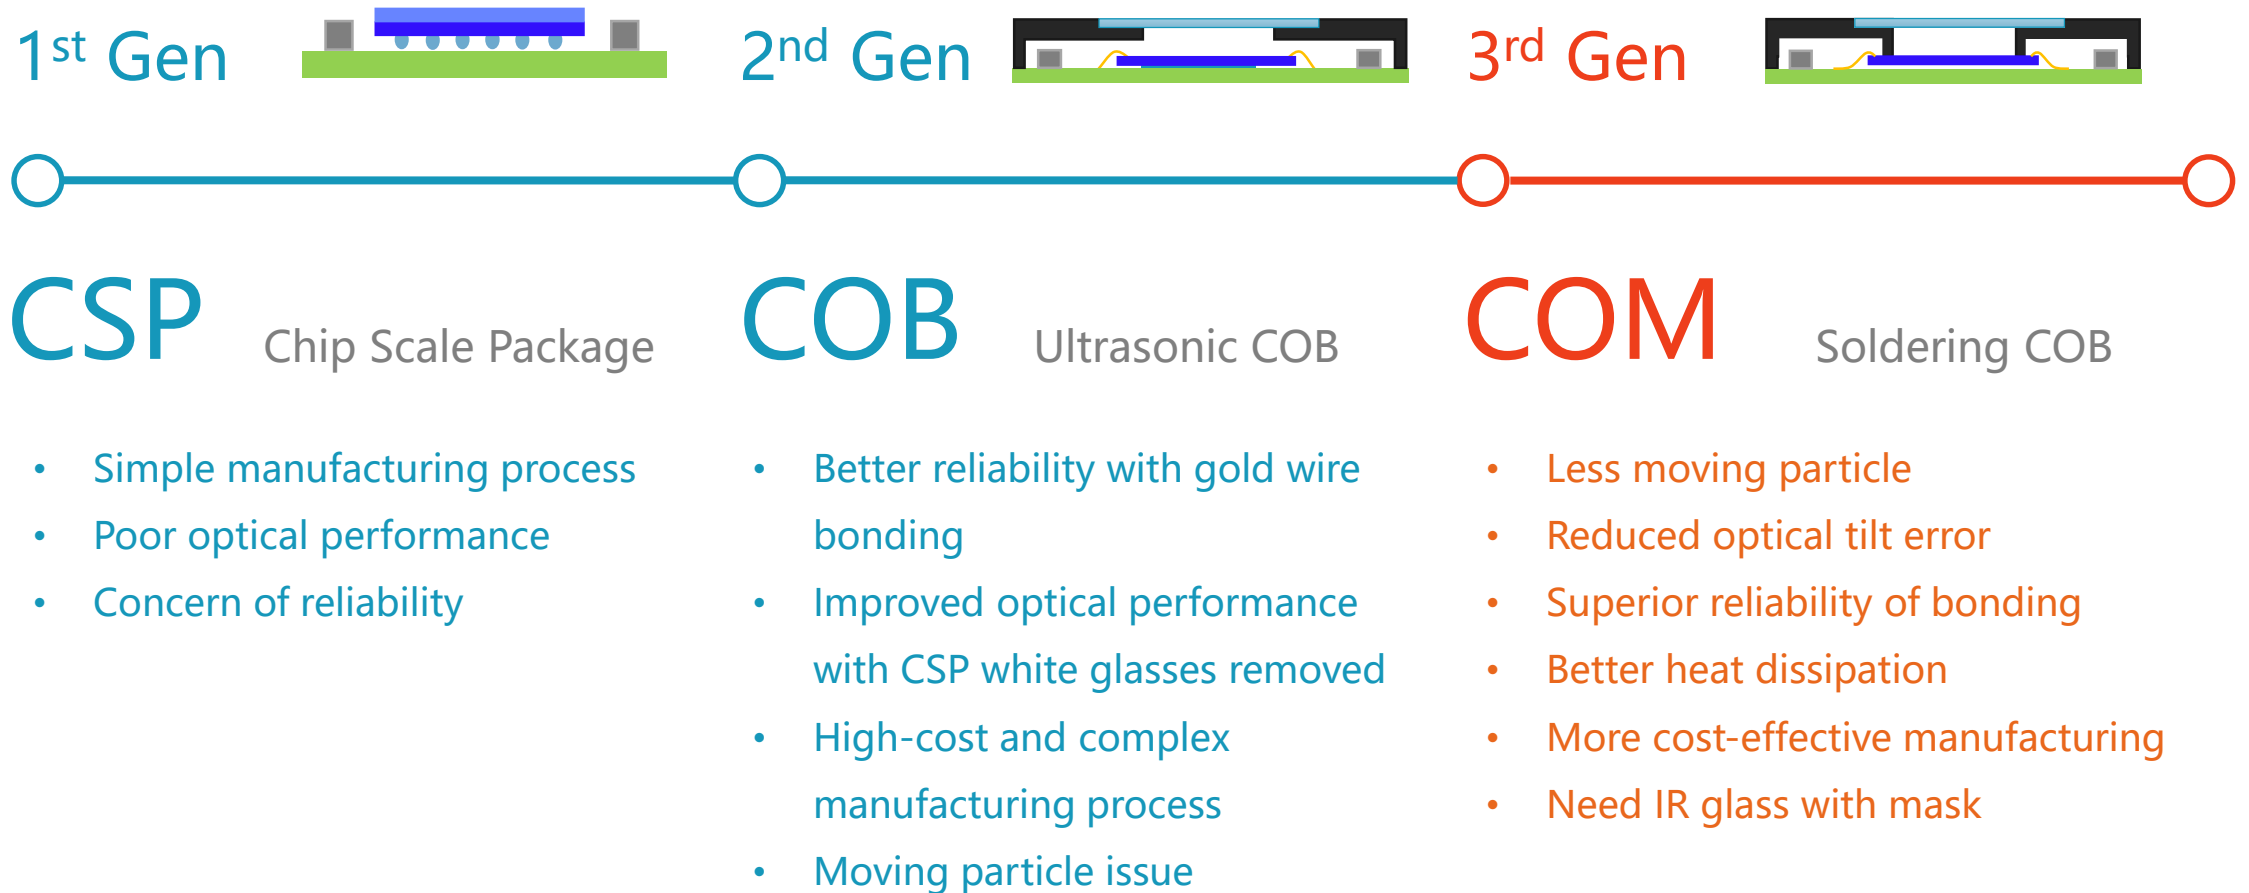 1st Gen
2nd Gen
3rd Gen
CSP Chip Scale Package
COB Ultrasonic COB
COM Soldering COB
• Simple manufacturing process
• Poor optical performance
• Concern of reliability
• Better reliability with gold wire
bonding
• Improved optical performance
with CSP white glasses removed
• High-cost and complex
manufacturing process
• Moving particle issue
• Less moving particle
• Reduced optical tilt error
• Superior reliability of bonding
• Better heat dissipation
• More cost-effective manufacturing
• Need IR glass with mask